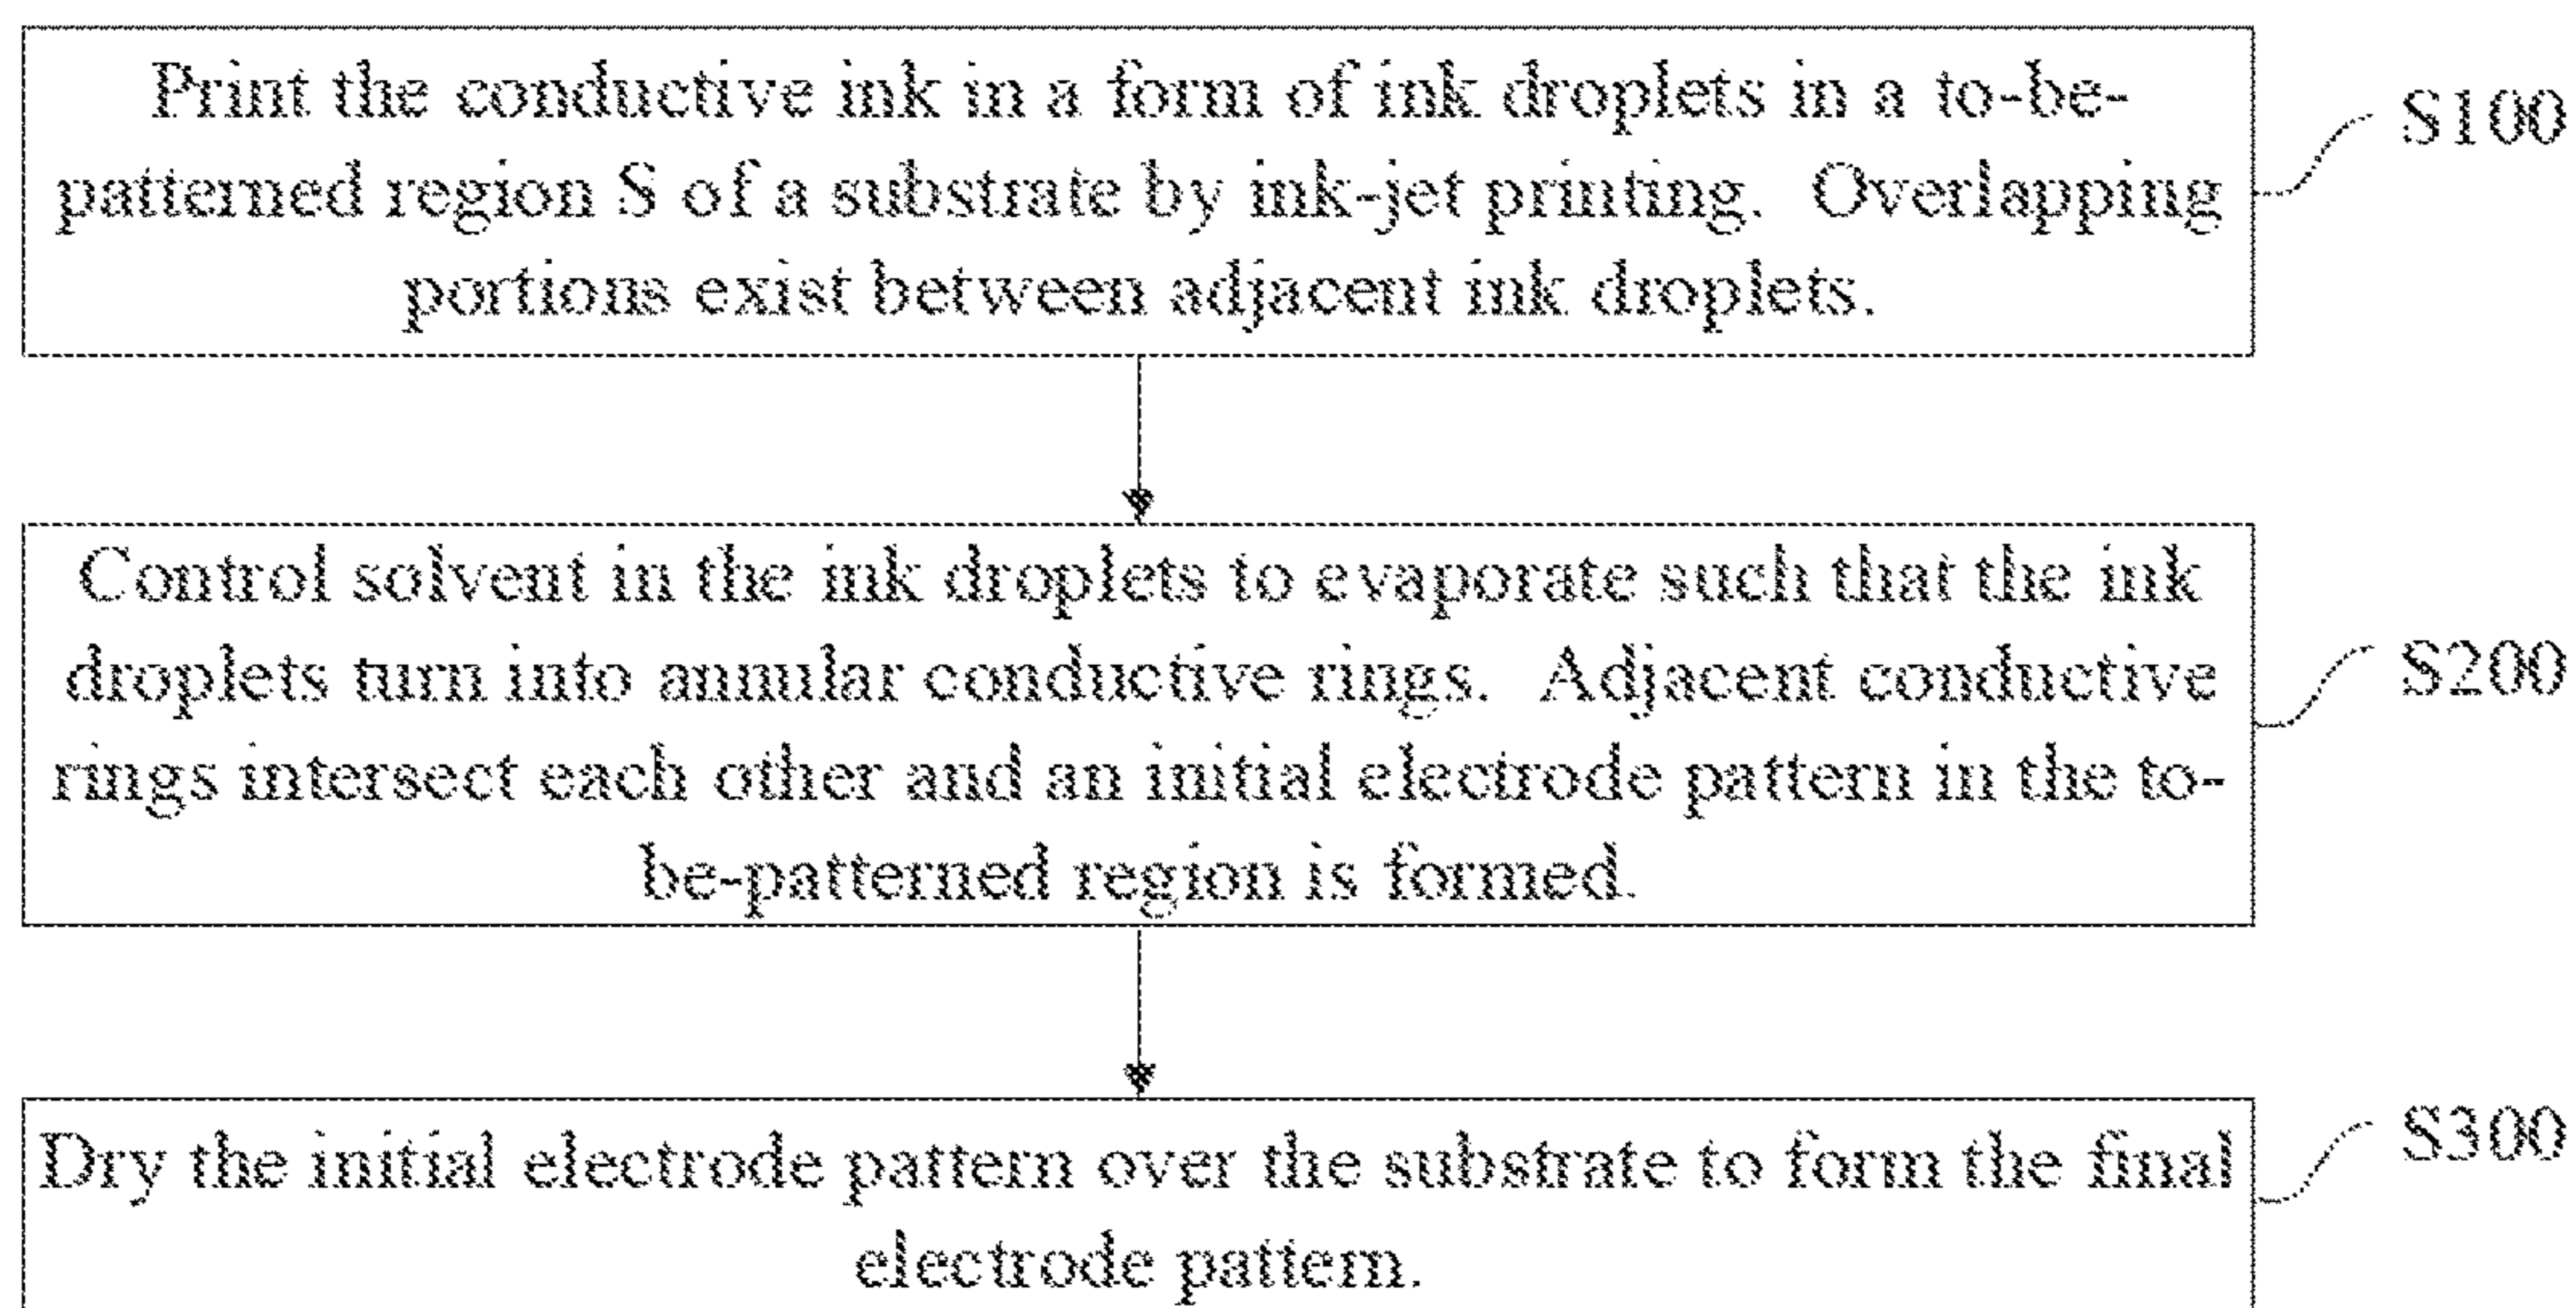 Print the conductive ink in a form of ink droplets in a to-be-
patterned region S of a substrate by ink-jet printing. Overlapping
portions exist between adjacent ink droplets.
S100
Control solvent in the ink droplets to evaporate such that the ink
droplets turn into annular conductive rings. Adjacent conductive
rings intersect each other and an initial electrode pattern in the to-
be-patterned region is formed.
S200
Dry the initial electrode pattern over the substrate to form the final
electrode pattern.
S300